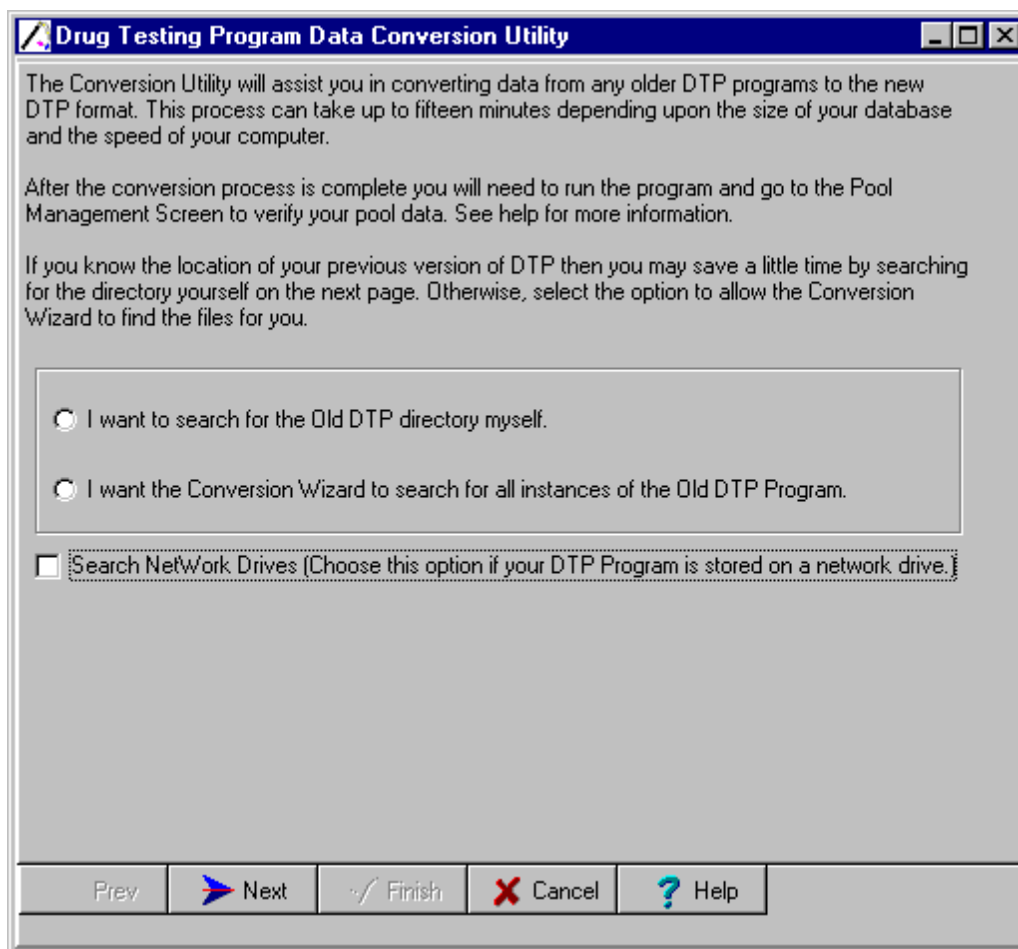 Drug Testing Program Data Conversion Utility
The Conversion Utility will assist you in converting data from any older DTP programs to the new
DTP format. This process can take up to fifteen minutes depending upon the size of your database
and the speed of your computer.
After the conversion process is complete you will need to run the program and go to the Pool
Management Screen to verify your pool data. See help for more information.
If you know the location of your previous version of DTP then you may save a little time by searching
for the directory yourself on the next page. Otherwise, select the option to allow the Conversion
Wizard to find the files for you.
I want to search for the Old DTP directory myself.
I want the Conversion Wizard to search for all instances of the Old DTP Program.
Search NetWork Drives (Choose this option if your DTP Program is stored on a network drive.)
Prev Next Finish Cancel Help